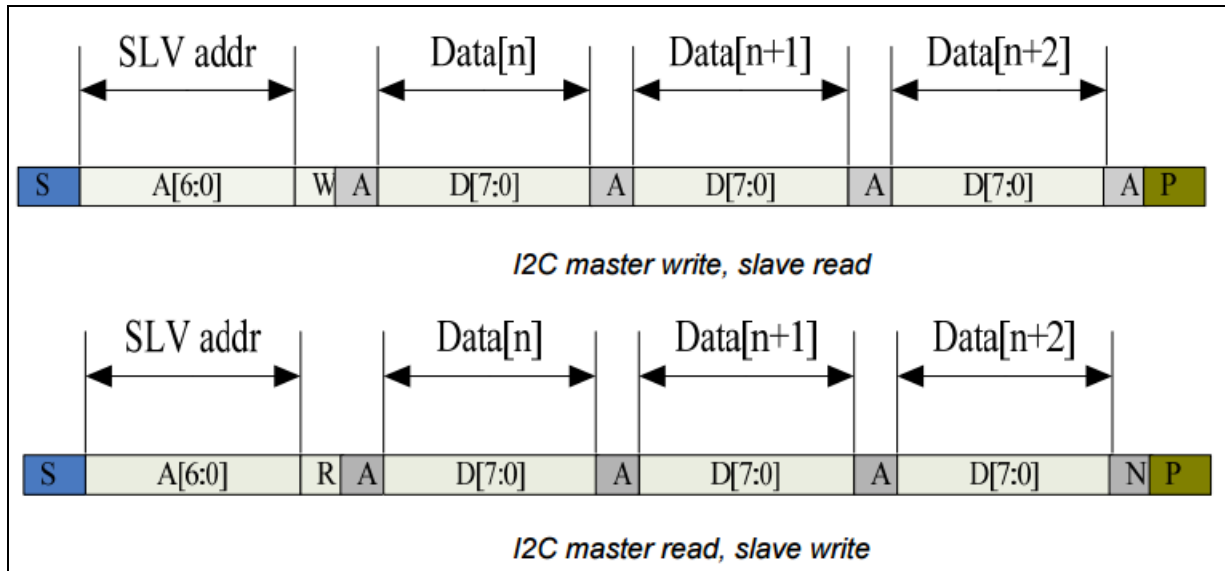 SLV addr Data[n] Data[n+1] Data[n+2]
S A[6:0] W A D[7:0] A D[7:0] A D[7:0] A P
I2C master write, slave read
SLV addr Data[n] Data[n+1] Data[n+2]
S A[6:0] R A D[7:0] A D[7:0] A D[7:0] N P
I2C master read, slave write